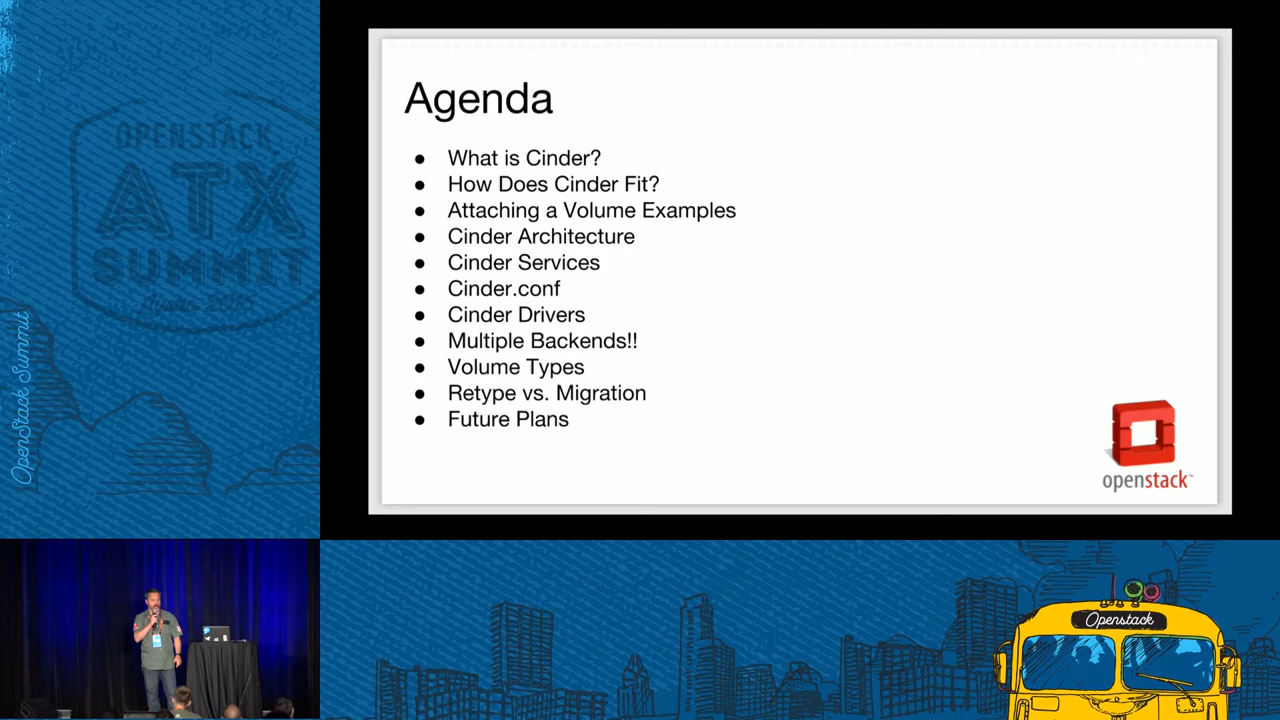 OPENSTACK
ATX
SUMMIT
Austin 2016
OpenStack Summit
Agenda
● What is Cinder?
● How Does Cinder Fit?
● Attaching a Volume Examples
● Cinder Architecture
● Cinder Services
● Cinder.conf
● Cinder Drivers
● Multiple Backends!!
● Volume Types
● Retype vs. Migration
● Future Plans
openstack™
Openstack